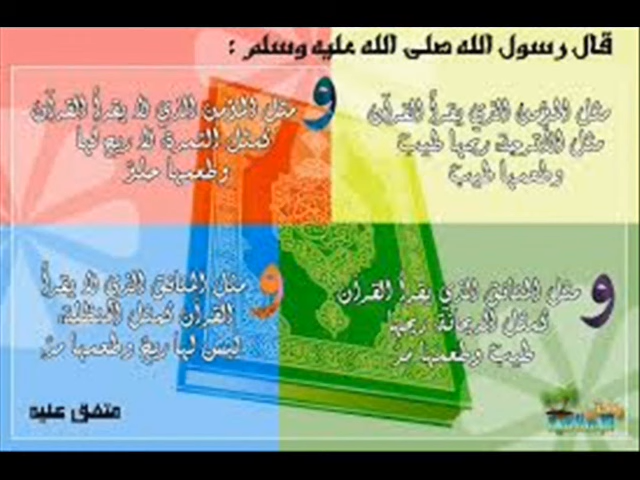 قال رسول الله صلى الله عليه وسلم :
مثل المؤمن الذي يقرأ القرآن
مثل الأترجة ريحها طيب
وطعمها طيب
و مثل المؤمن الذي لا يقرأ القرآن
كمثل التمرة لا ريح لها
وطعمها حلو
و مثل المنافق الذي يقرأ القرآن
كمثل الريحانة ريحها
طيب وطعمها مر
و مثل المنافق الذي لا يقرأ
القرآن كمثل الحنظلة
ليس لها ريح وطعمها مر
متفق عليه